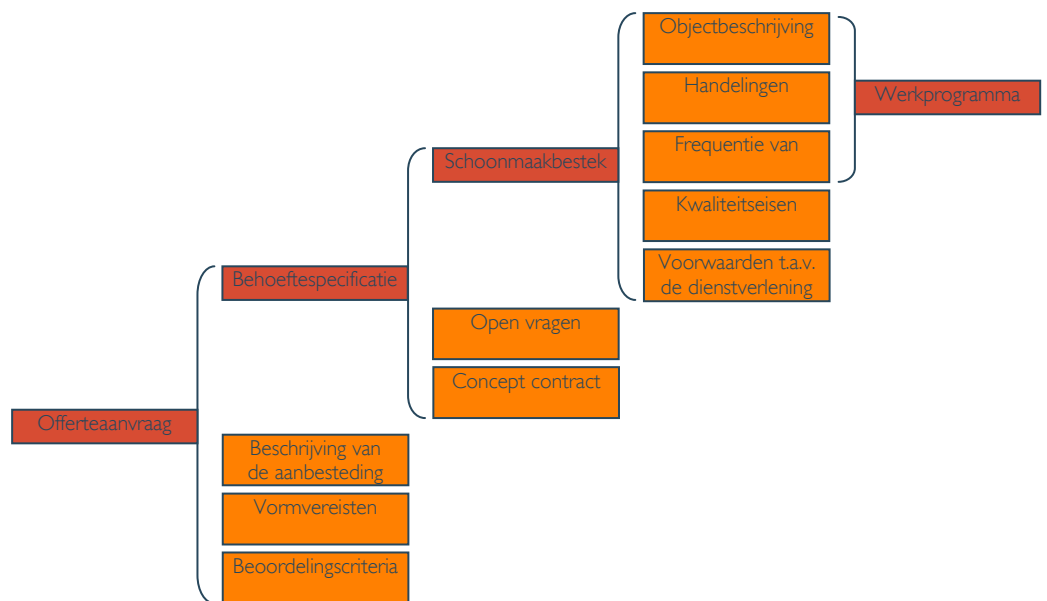 Objectbeschrijving
Handelingen
Werkprogramma
Frequentie van
Schoonmaakbestek
Kwaliteitseisen
Voorwaarden t.a.v.
de dienstverlening
Behoeftespecificatie
Open vragen
Concept contract
Offerteaanvraag
Beschrijving van
de aanbesteding
Vormvereisten
Beoordelingscriteria